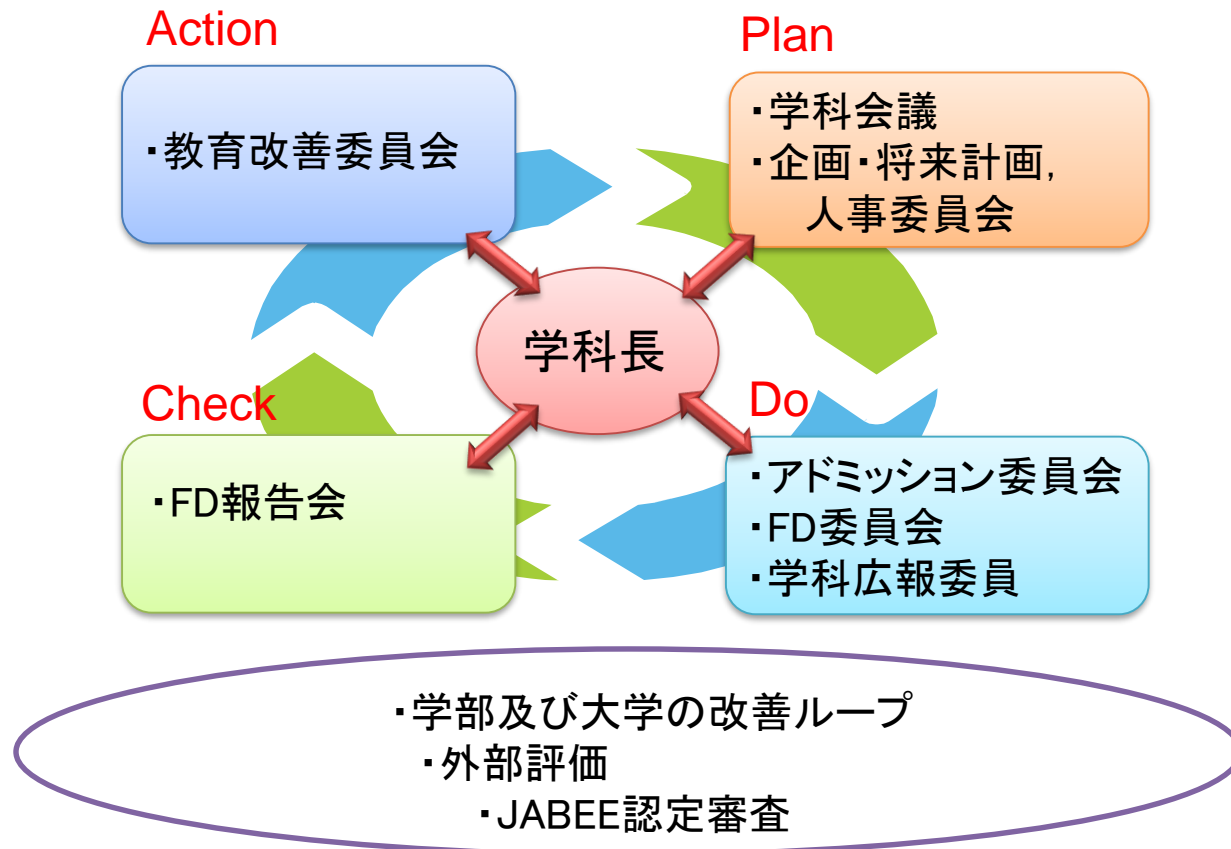 Action
・教育改善委員会
Plan
・学科会議
・企画・将来計画,
人事委員会
学科長
Check
・FD報告会
Do
・アドミッション委員会
・FD委員会
・学科広報委員
・学部及び大学の改善ループ
・外部評価
・JABEE認定審査